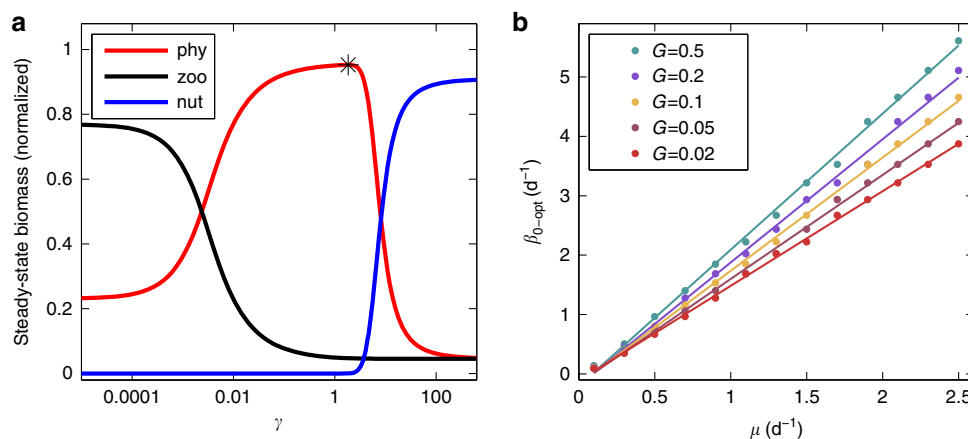 a
Steady-state biomass (normalized)
1
0.8
0.6
0.4
0.2
0
phy
zoo
nut
0.0001 0.01 1 100
γ
b
β0–opt (d−1)
5
4
3
2
1
0
G=0.5
G=0.2
G=0.1
G=0.05
G=0.02
0 0.5 1 1.5 2 2.5
μ (d−1)